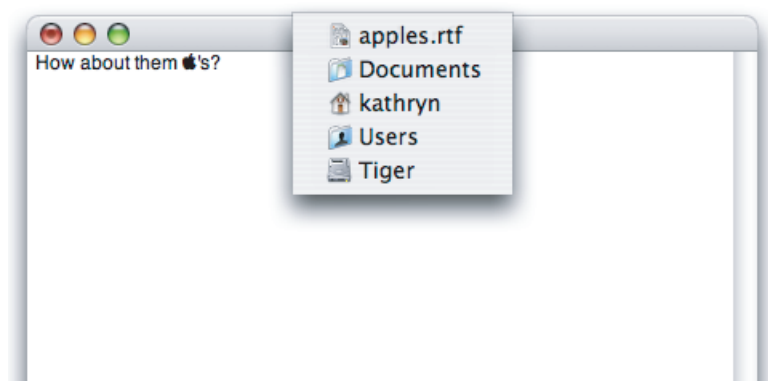 apples.rtf
Documents
kathryn
Users
Tiger
How about them 's?